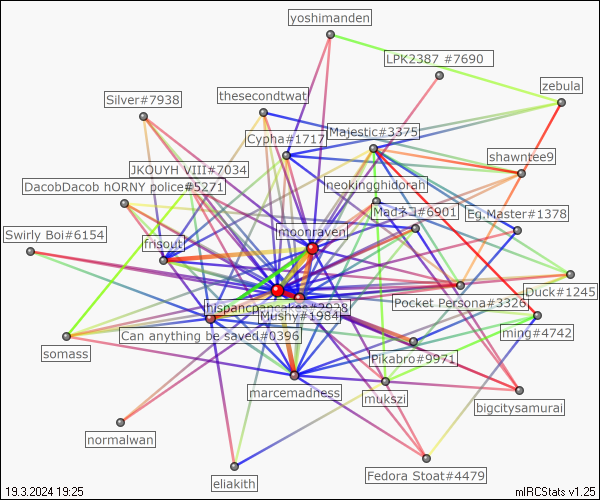 yoshimanden
LPK2387 #7690
zebula
Silver#7938
thesecondtwat
Cypha#1717
Majestic#3375
shawntee9
JKOUYH VIII#7034
DacobDacob hORNY police#5271
neokingghidorah
Madネコ#6901
Eg.Master#1378
Swirly Boi#6154
frisout
moonraven
hispancpancakes#2938
Mushy#1984
Pocket Persona#3326
Duck#1245
Can anything be saved#0396
ming#4742
somass
Pikabro#9971
marcemadness
mukszi
bigcitysamurai
normalwan
eliakith
Fedora Stoat#4479
19.3.2024 19:25
mIRCStats v1.25